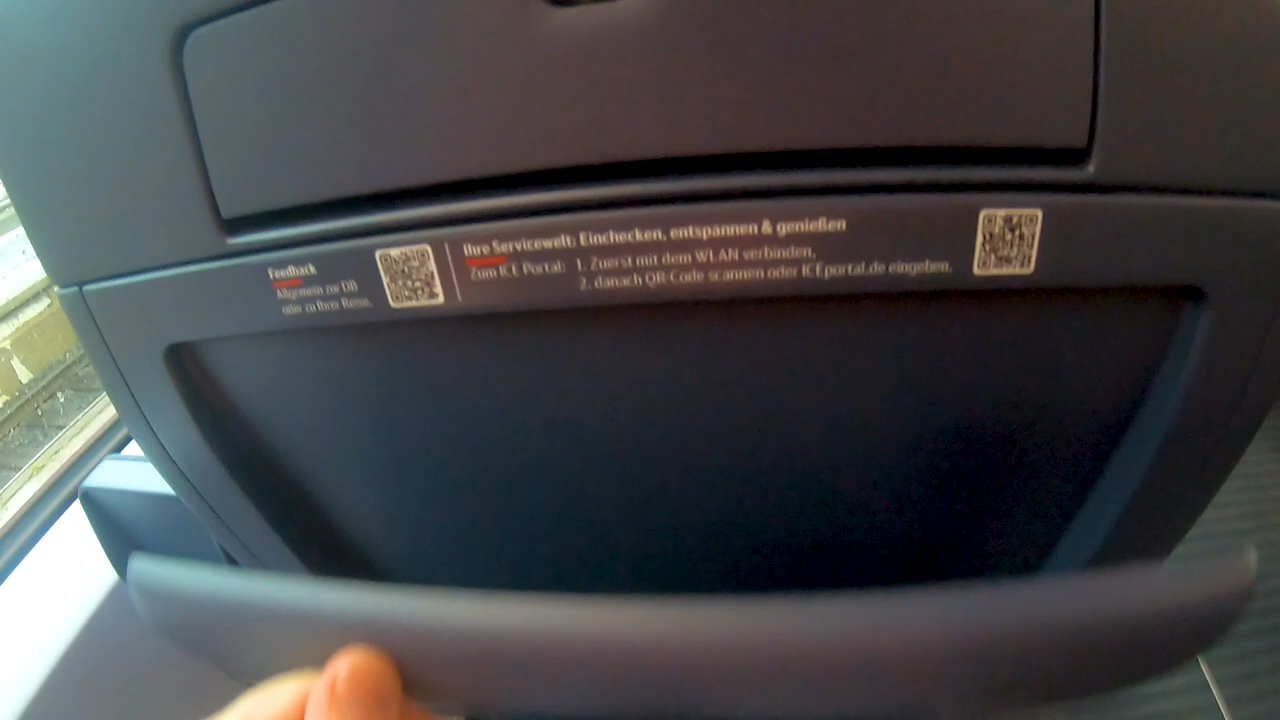 Feedback
Allgemein zur DB
oder zu Ihrer Reise.
Ihre Servicewelt: Einchecken, entspannen & genießen
Zum ICE Portal: 1. Zuerst mit dem WLAN verbinden,
2. danach QR-Code scannen oder ICEportal.de eingeben.